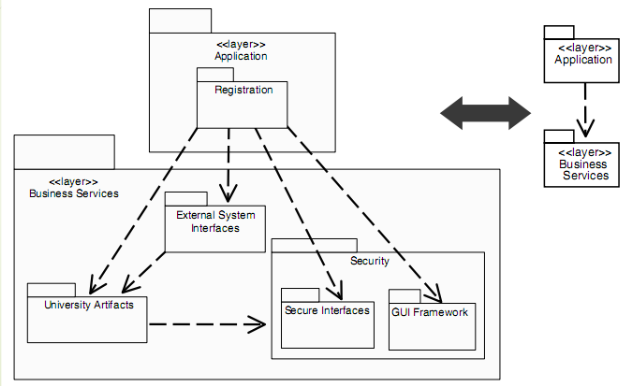 <<layer>>
Application
Registration
<<layer>>
Business Services
External System
Interfaces
Security
University Artifacts
Secure Interfaces
GUI Framework
<<layer>>
Application
<<layer>>
Business
Services